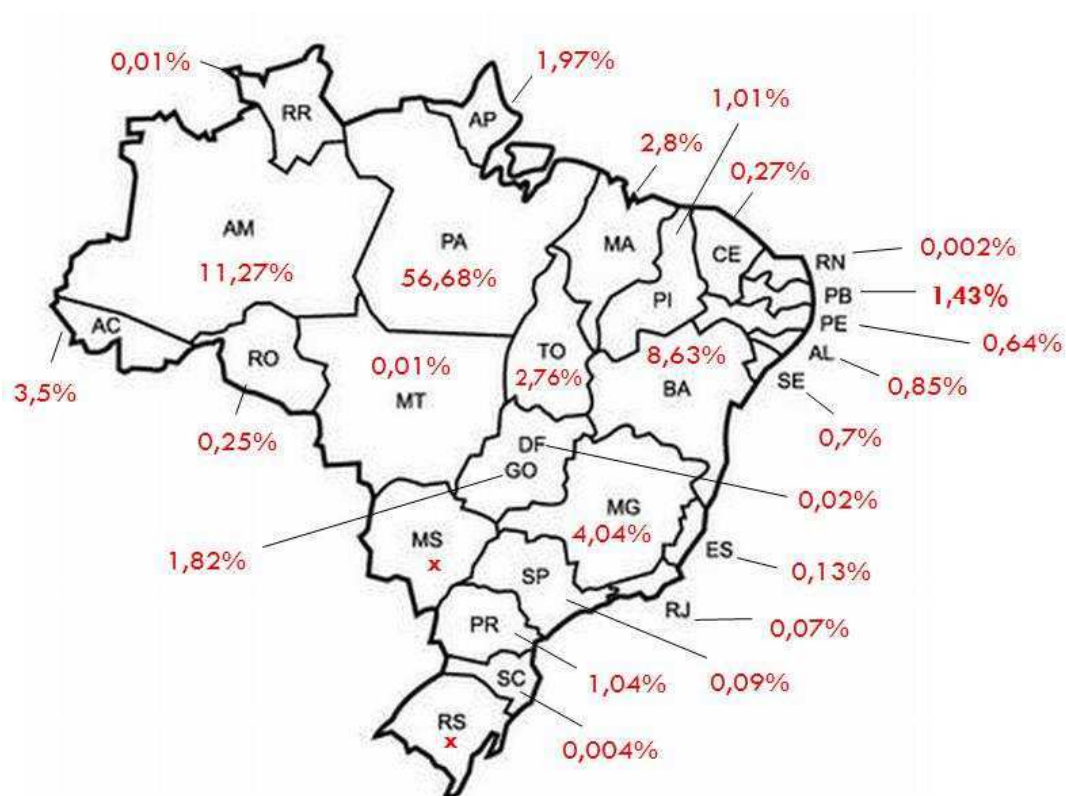 0,01%
1,97%
RR
AP
1,01%
2,8%
0,27%
AM
11,27%
PA
56,68%
MA
CE
RN
0,002%
PI
PB
1,43%
PE
0,64%
AC
3,5%
RO
0,25%
0,01%
MT
TO
2,76%
8,63%
BA
AL
0,85%
SE
0,7%
DF
0,02%
GO
1,82%
MG
4,04%
MS
x
ES
0,13%
SP
0,09%
RJ
0,07%
PR
1,04%
SC
0,004%
RS
x